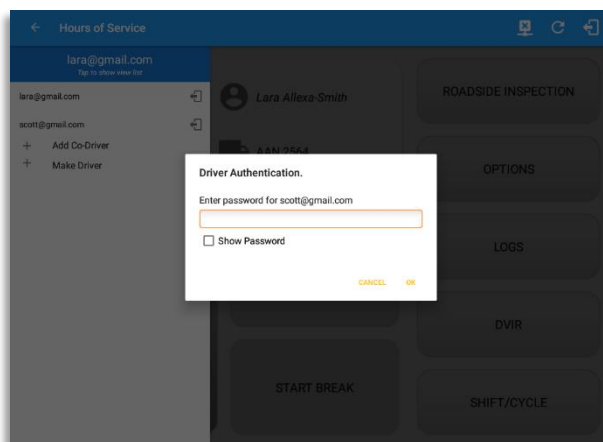 Hours of Service
lara@gmail.com
Tap to show view list
lara@gmail.com
scott@gmail.com
+ Add Co-Driver
+ Make Driver
Lara Allexa-Smith
AAN 2564
ROADSIDE INSPECTION
OPTIONS
LOGS
DVIR
SHIFT/CYCLE
START BREAK
Driver Authentication.
Enter password for scott@gmail.com
Show Password
CANCEL OK